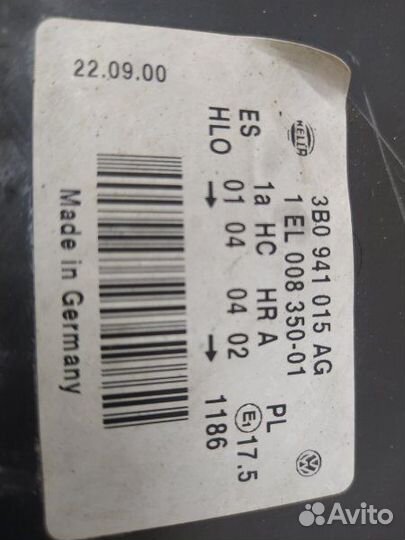 HELLA
3B0 941 015 AG
1 EL 008 350-01
1a HC HR A PL
01 04 04 02 E1 17.5
ES
HLO → → 1186
22.09.00
Made in Germany
Avito